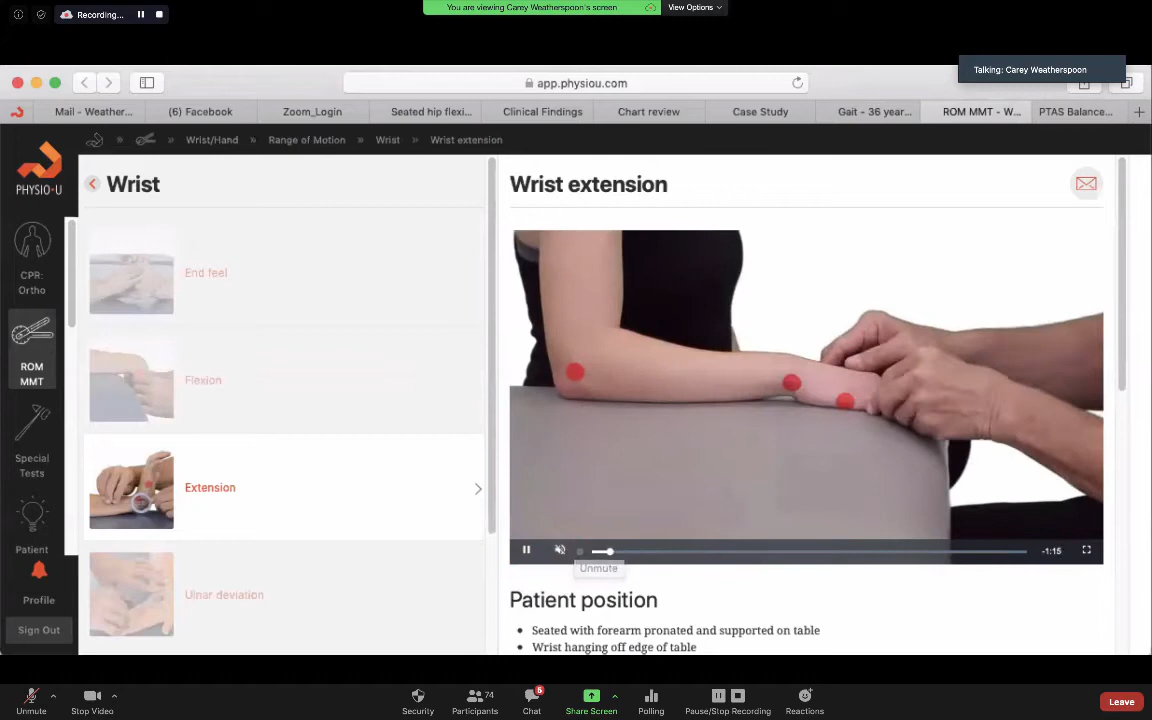 Recording...
You are viewing Carey Weatherspoon's screen
View Options
Talking: Carey Weatherspoon
app.physiou.com
Mail - Weather...
(6) Facebook
Zoom_Login
Seated hip flexi...
Clinical Findings
Chart review
Case Study
Gait - 36 year...
ROM MMT - W...
PTAS Balance...
PHYSIO-U
» » Wrist/Hand » Range of Motion » Wrist » Wrist extension
CPR:
Ortho
ROM
MMT
Special
Tests
Patient
Profile
Sign Out
Wrist
End feel
Flexion
Extension
Ulnar deviation
Wrist extension
-1:15
Unmute
Patient position
• Seated with forearm pronated and supported on table
• Wrist hanging off edge of table
Unmute
Stop Video
Security
74
Participants
5
Chat
Share Screen
Polling
Pause/Stop Recording
Reactions
Leave